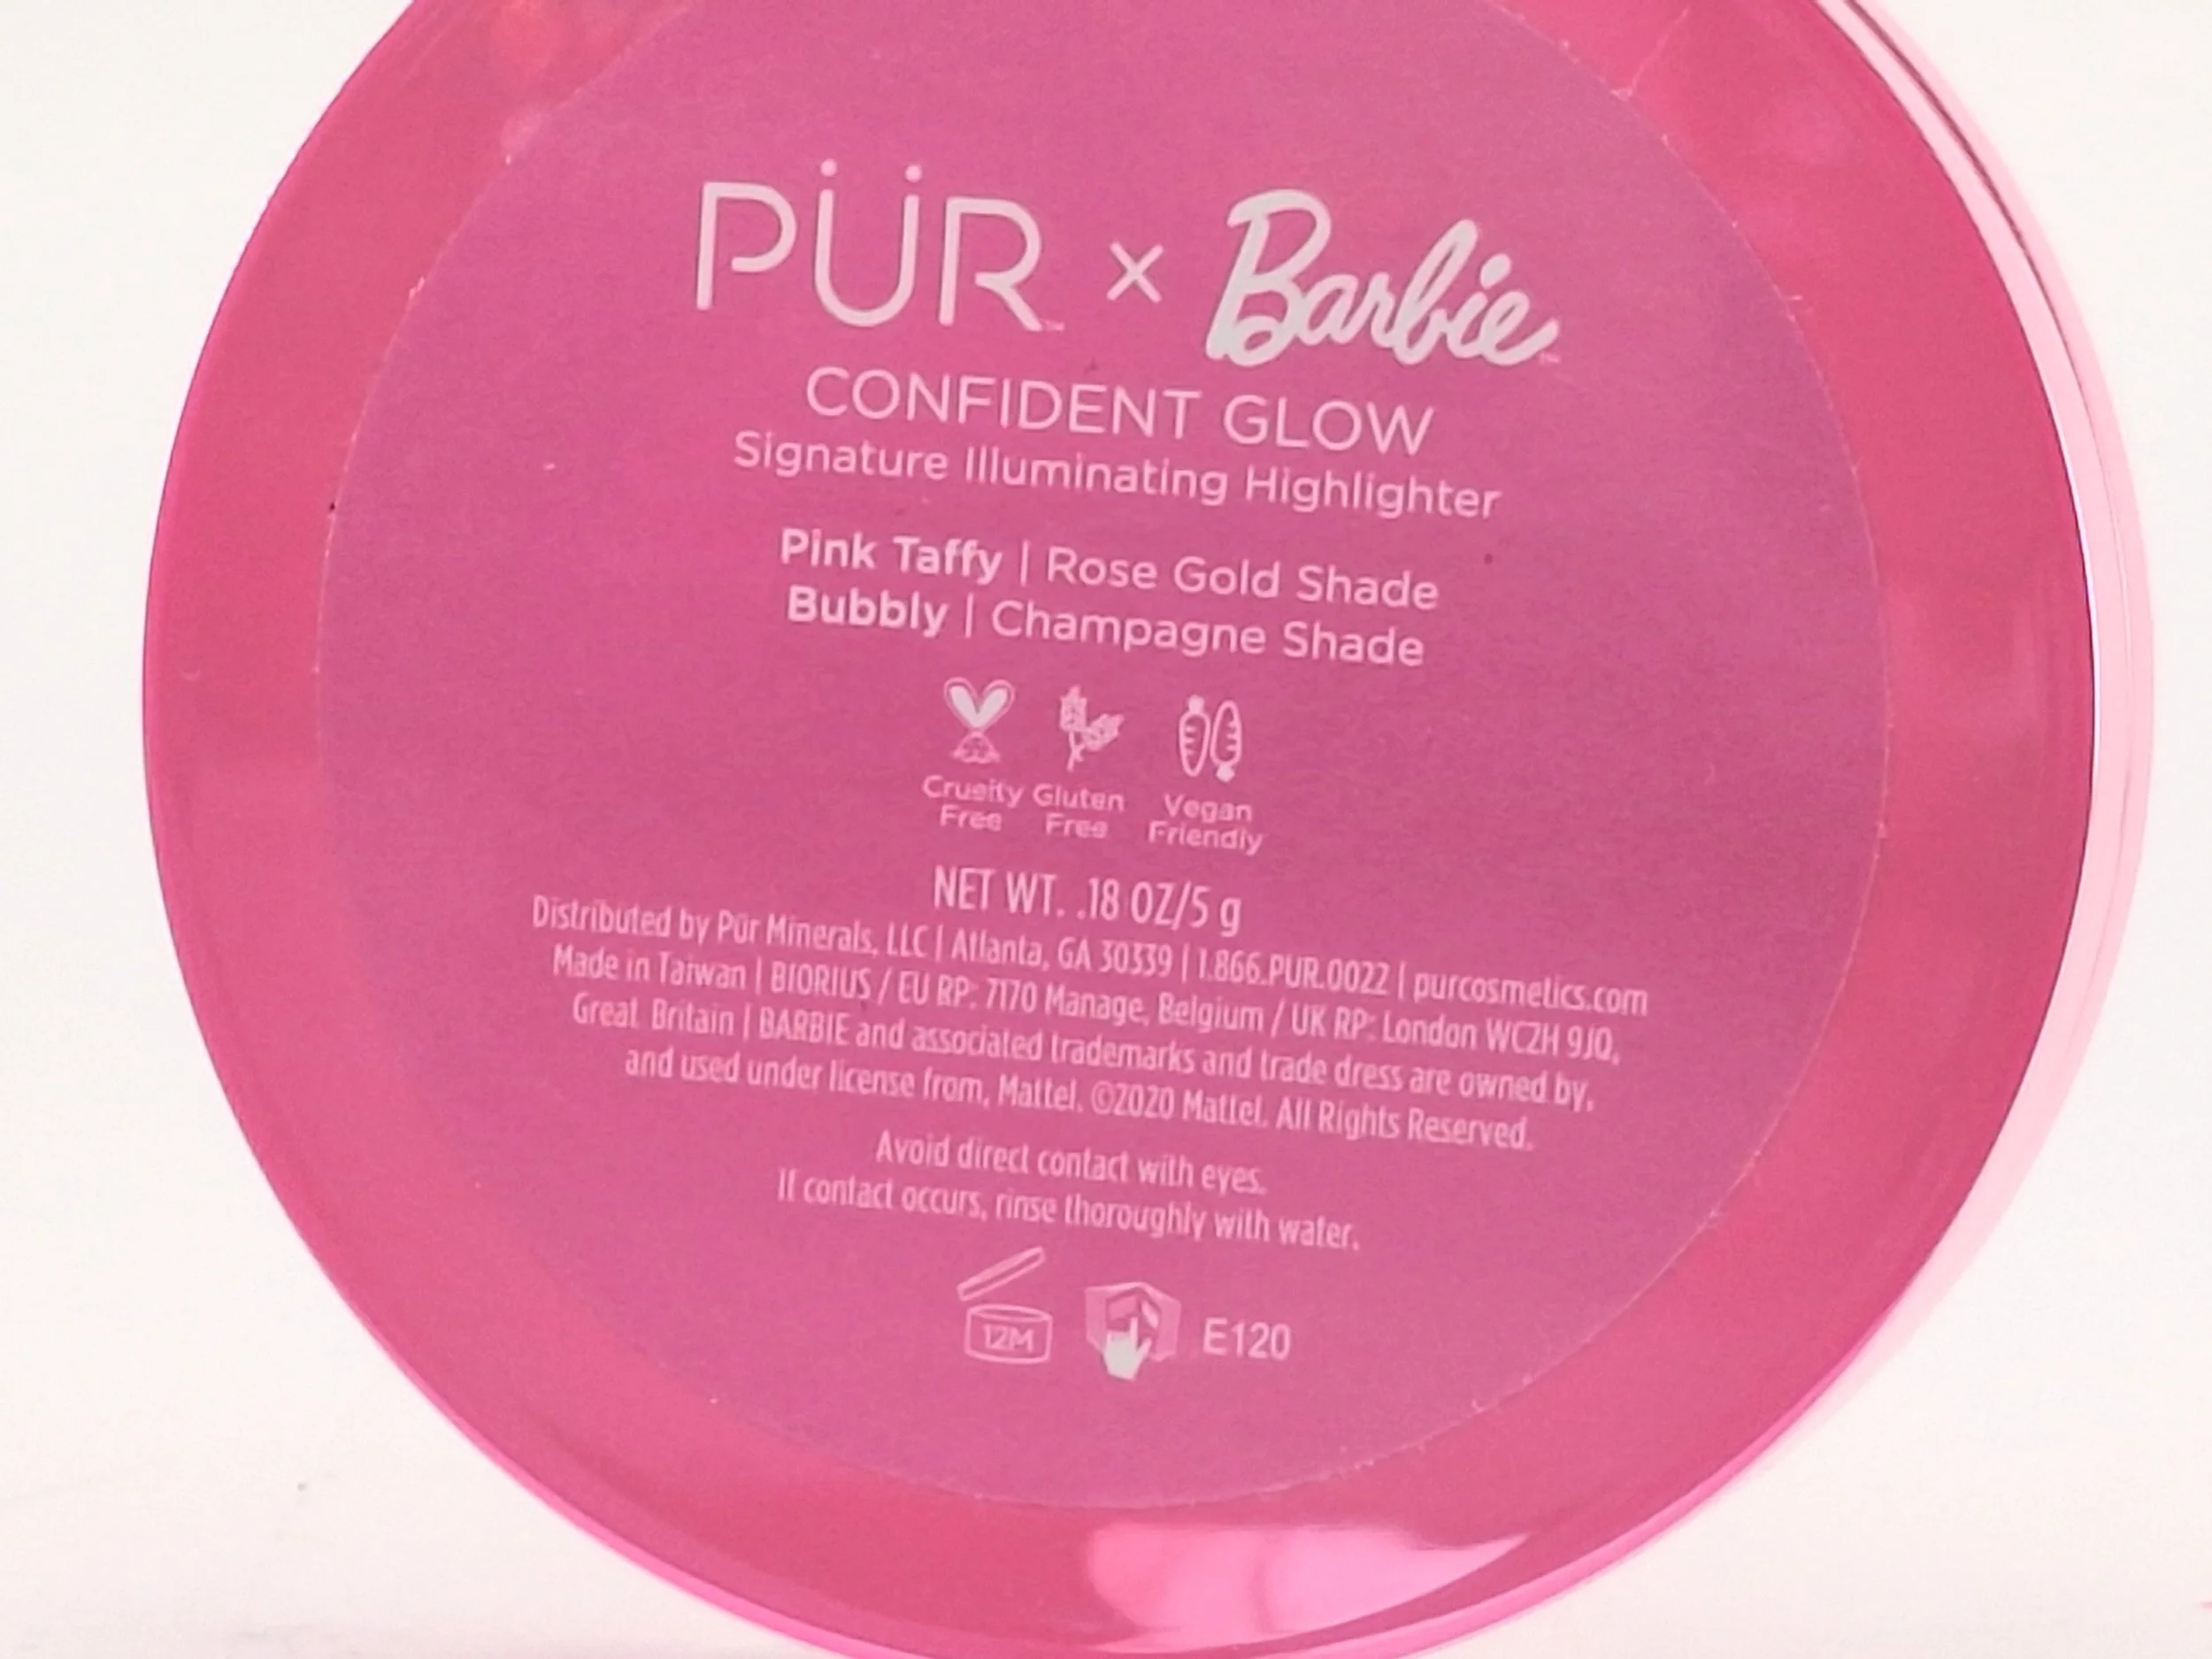 PÜR™ x Barbie™
CONFIDENT GLOW
Signature Illuminating Highlighter
Pink Taffy | Rose Gold Shade
Bubbly | Champagne Shade
Cruelty Free
Gluten Free
Vegan Friendly
NET WT. .18 OZ/5 g
Distributed by Pür Minerals, LLC | Atlanta, GA 30339 | 1.866.PUR.0022 | purcosmetics.com
Made in Taiwan | BIORIUS / EU RP: 7170 Manage, Belgium / UK RP: London WC2H 9JQ,
Great Britain | BARBIE and associated trademarks and trade dress are owned by,
and used under license from, Mattel. ©2020 Mattel. All Rights Reserved.
Avoid direct contact with eyes.
If contact occurs, rinse thoroughly with water.
12M E120